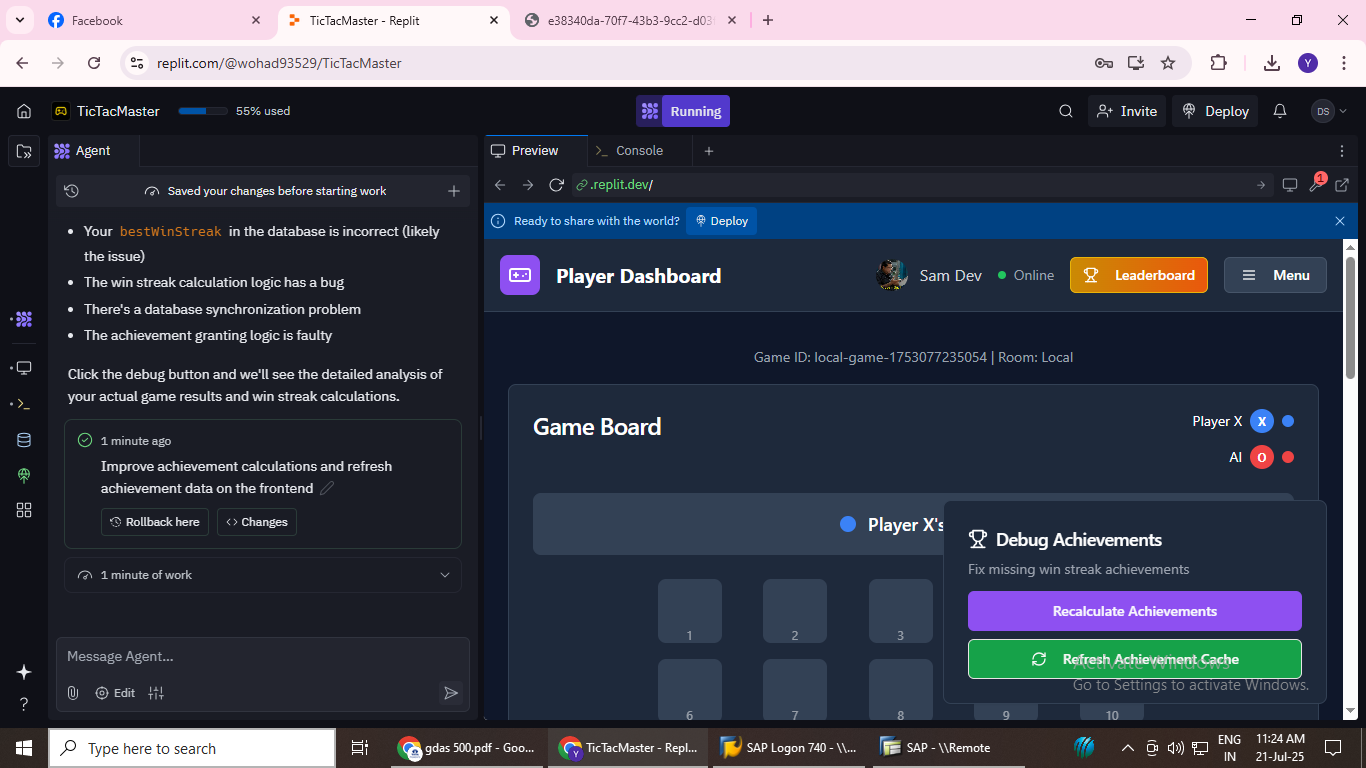 Facebook
TicTacMaster - Replit
e38340da-70f7-43b3-9cc2-d03
replit.com/@wohad93529/TicTacMaster
Y
TicTacMaster
55% used
Running
Invite
Deploy
DS
Agent
Saved your changes before starting work
Your bestWinStreak in the database is incorrect (likely
the issue)
The win streak calculation logic has a bug
There's a database synchronization problem
The achievement granting logic is faulty
Click the debug button and we'll see the detailed analysis of
your actual game results and win streak calculations.
1 minute ago
Improve achievement calculations and refresh
achievement data on the frontend
Rollback here
Changes
1 minute of work
Message Agent...
Edit
Preview
Console
.replit.dev/
1
Ready to share with the world?
Deploy
Player Dashboard
Sam Dev
Online
Leaderboard
Menu
Game ID: local-game-1753077235054 | Room: Local
Game Board
Player X
X
AI
O
Player X's
Debug Achievements
Fix missing win streak achievements
Recalculate Achievements
Refresh Achievement Cache
1
2
3
6
7
8
9
10
Activate Windows
Go to Settings to activate Windows.
Type here to search
gdas 500.pdf - Goo...
Y
TicTacMaster - Repl...
SAP Logon 740 - \\...
SAP - \\Remote
ENG
IN
11:24 AM
21-Jul-25